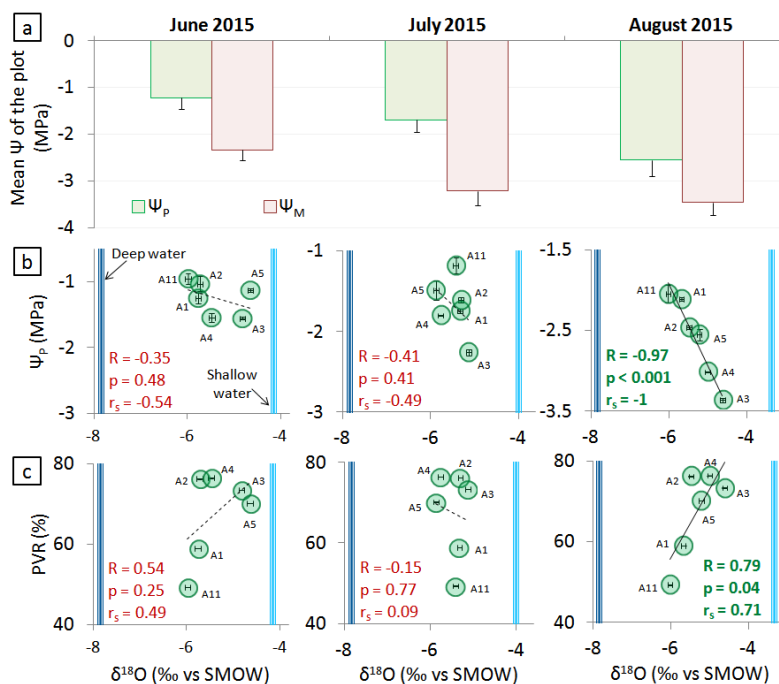 a
June 2015
July 2015
August 2015
Mean Ψ of the plot
(MPa)
0
-1
-2
-3
-4
ΨP
ΨM
b
ΨP (MPa)
-1
-2
-3
Deep water
A11
A2
A5
A1
A4
A3
R = -0.35
p = 0.48
rs = -0.54
Shallow
water
-8
-6
-4
-1
-2
-3
A11
A5
A2
A4
A1
A3
R = -0.41
p = 0.41
rs = -0.49
-8
-6
-4
-1.5
-2.5
-3.5
A11
A1
A2
A5
A4
A3
R = -0.97
p < 0.001
rs = -1
-8
-6
-4
c
PVR (%)
80
60
40
A2
A4
A3
A5
A1
A11
R = 0.54
p = 0.25
rs = 0.49
-8
-6
-4
δ18O (‰ vs SMOW)
80
60
40
A4
A2
A3
A5
A1
A11
R = -0.15
p = 0.77
rs = 0.09
-8
-6
-4
δ18O (‰ vs SMOW)
80
60
40
A4
A2
A3
A5
A1
A11
R = 0.79
p = 0.04
rs = 0.71
-8
-6
-4
δ18O (‰ vs SMOW)